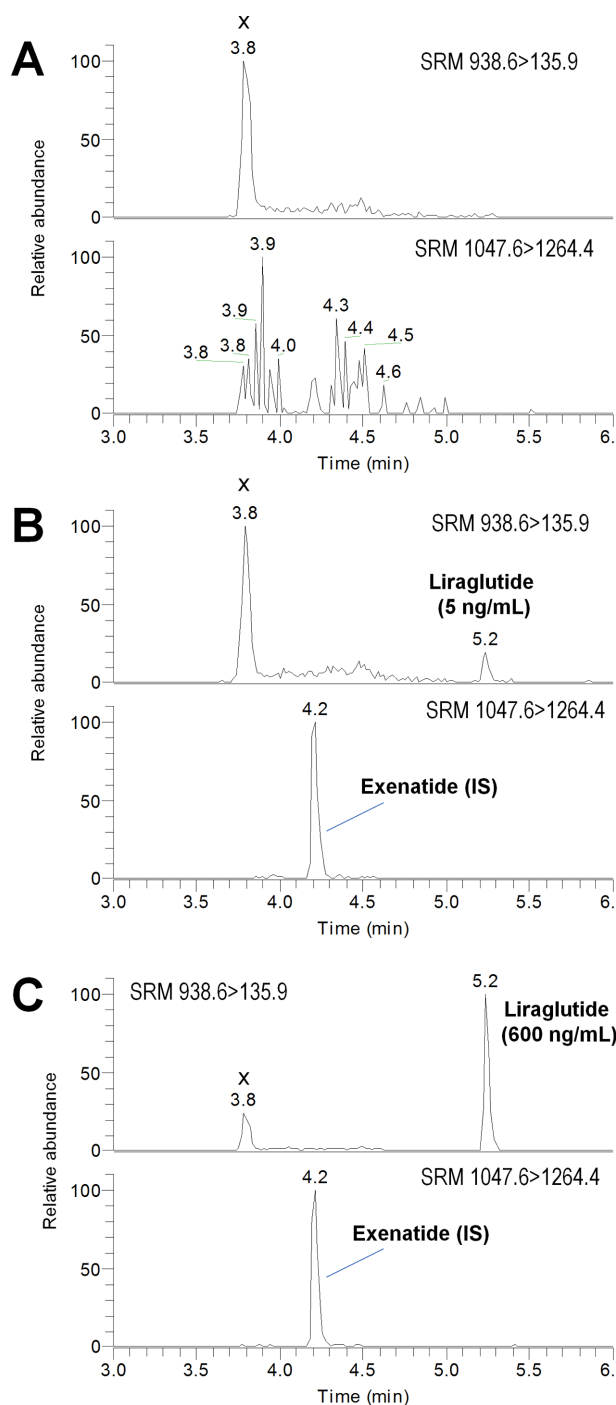 A
X
3.8
SRM 938.6>135.9
100
50
0
SRM 1047.6>1264.4
100
3.9
3.9
3.8
3.8
4.0
4.3
4.4
4.5
4.6
50
0
Relative abundance
3.0 3.5 4.0 4.5 5.0 5.5 6.
Time (min)
B
X
3.8
SRM 938.6>135.9
100
Liraglutide
(5 ng/mL)
5.2
50
0
SRM 1047.6>1264.4
4.2
100
Exenatide (IS)
50
0
Relative abundance
3.0 3.5 4.0 4.5 5.0 5.5 6.
Time (min)
C
SRM 938.6>135.9
5.2
Liraglutide
(600 ng/mL)
100
50
X
3.8
0
SRM 1047.6>1264.4
4.2
100
Exenatide (IS)
50
0
Relative abundance
3.0 3.5 4.0 4.5 5.0 5.5 6.
Time (min)